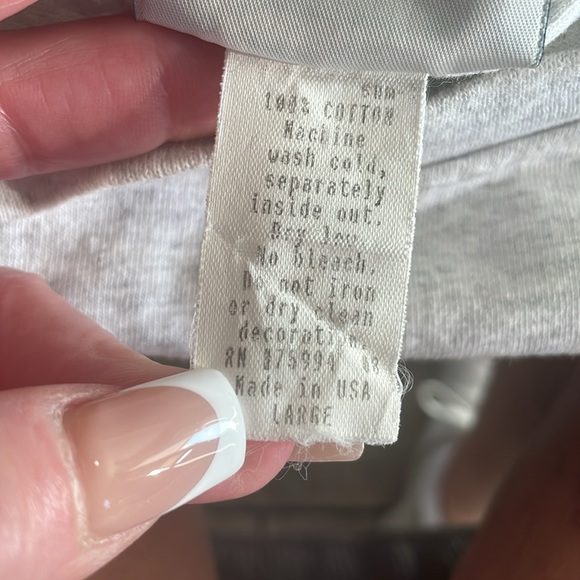 100% COTTON
Machine
wash cold,
separately
inside out.
Dry low.
No bleach.
Do not iron
or dry clean
decoration.
RN
Made in USA
LARGE